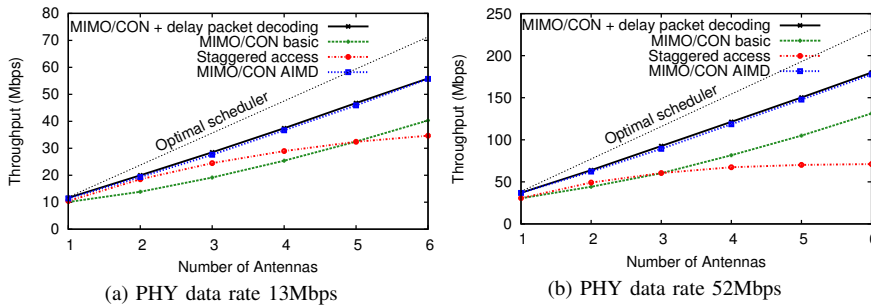 80
70
60
50
40
30
20
10
0
Throughput (Mbps)
MIMO/CON + delay packet decoding
MIMO/CON basic
Staggered access
MIMO/CON AIMD
Optimal scheduler
1 2 3 4 5 6
Number of Antennas
(a) PHY data rate 13Mbps
250
200
150
100
50
0
Throughput (Mbps)
MIMO/CON + delay packet decoding
MIMO/CON basic
Staggered access
MIMO/CON AIMD
Optimal scheduler
1 2 3 4 5 6
Number of Antennas
(b) PHY data rate 52Mbps